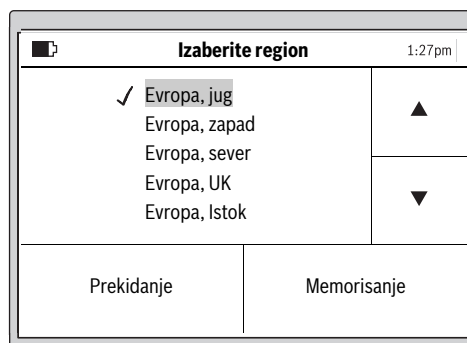 Izaberite region 1:27pm
Evropa, jug
Evropa, zapad
Evropa, sever
Evropa, UK
Evropa, Istok
Prekidanje Memorisanje